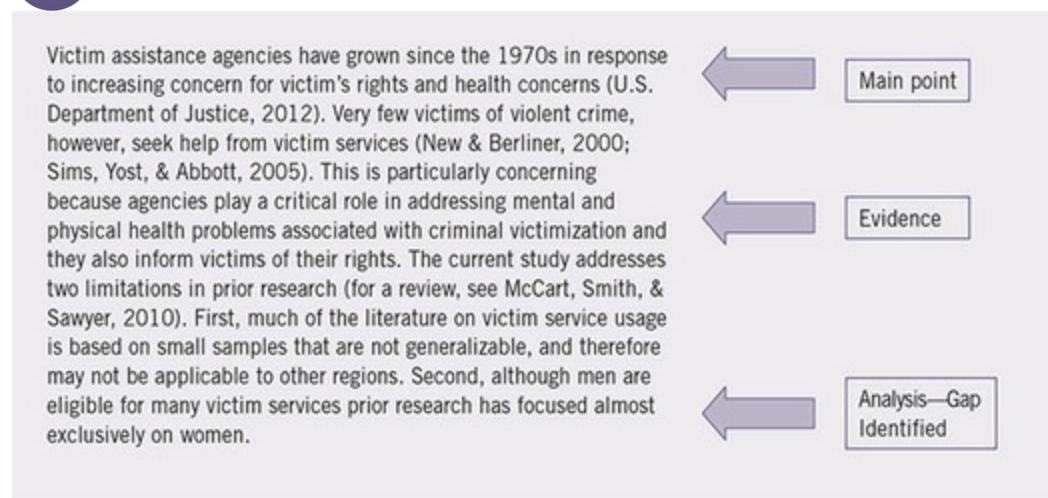 Victim assistance agencies have grown since the 1970s in response
to increasing concern for victim's rights and health concerns (U.S.
Department of Justice, 2012). Very few victims of violent crime,
however, seek help from victim services (New & Berliner, 2000;
Sims, Yost, & Abbott, 2005). This is particularly concerning
because agencies play a critical role in addressing mental and
physical health problems associated with criminal victimization and
they also inform victims of their rights. The current study addresses
two limitations in prior research (for a review, see McCart, Smith, &
Sawyer, 2010). First, much of the literature on victim service usage
is based on small samples that are not generalizable, and therefore
may not be applicable to other regions. Second, although men are
eligible for many victim services prior research has focused almost
exclusively on women.
Main point
Evidence
Analysis—Gap
Identified